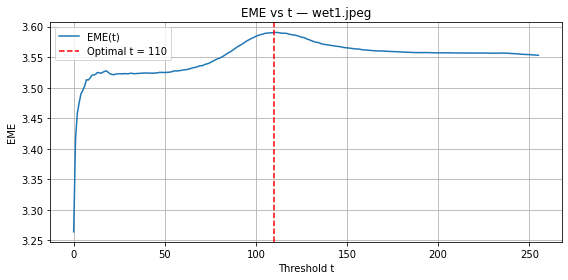 EME vs t — wet1.jpeg
EME(t)
Optimal t = 110
EME
3.60
3.55
3.50
3.45
3.40
3.35
3.30
3.25
0 50 100 150 200 250
Threshold t